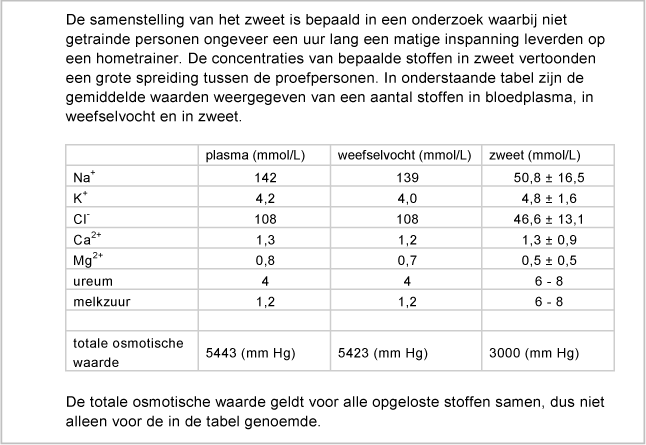 De samenstelling van het zweet is bepaald in een onderzoek waarbij niet
getrainde personen ongeveer een uur lang een matige inspanning leverden op
een hometrainer. De concentraties van bepaalde stoffen in zweet vertoonden
een grote spreiding tussen de proefpersonen. In onderstaande tabel zijn de
gemiddelde waarden weergegeven van een aantal stoffen in bloedplasma, in
weefselvocht en in zweet.
plasma (mmol/L) weefselvocht (mmol/L) zweet (mmol/L)
Na⁺ 142 139 50,8 ± 16,5
K⁺ 4,2 4,0 4,8 ± 1,6
Cl⁻ 108 108 46,6 ± 13,1
Ca²⁺ 1,3 1,2 1,3 ± 0,9
Mg²⁺ 0,8 0,7 0,5 ± 0,5
ureum 4 4 6 - 8
melkzuur 1,2 1,2 6 - 8
totale osmotische
waarde 5443 (mm Hg) 5423 (mm Hg) 3000 (mm Hg)
De totale osmotische waarde geldt voor alle opgeloste stoffen samen, dus niet
alleen voor de in de tabel genoemde.